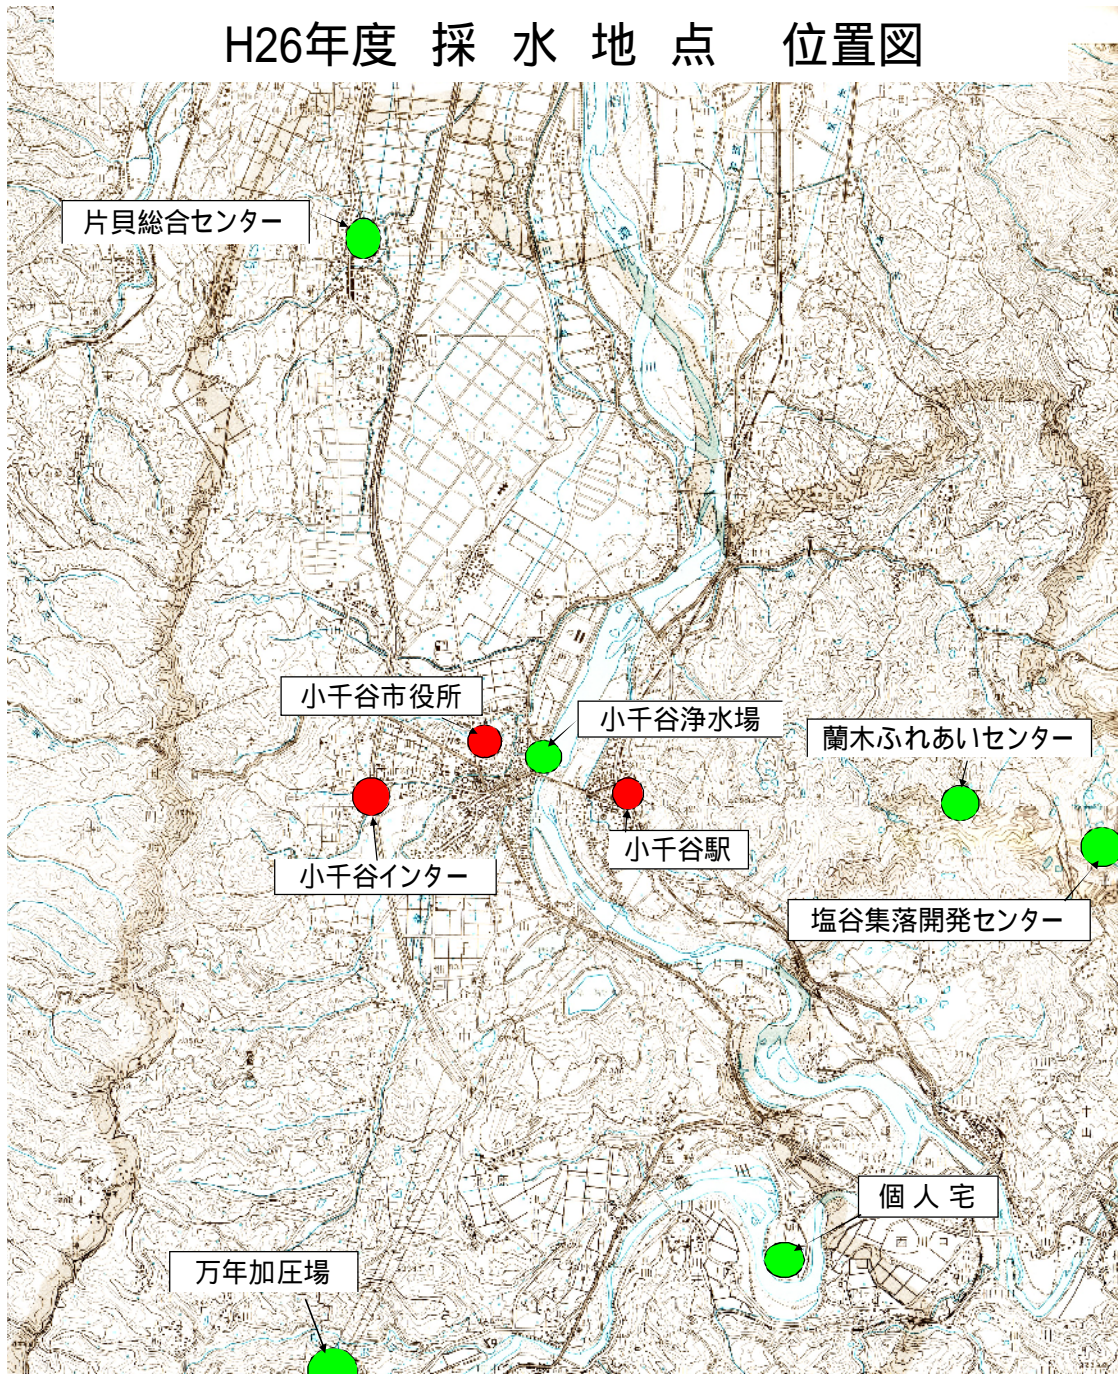 H26年度 採 水 地 点 位置図
片貝総合センター
小千谷市役所
小千谷浄水場
蘭木ふれあいセンター
小千谷駅
小千谷インター
塩谷集落開発センター
個 人 宅
万年加圧場